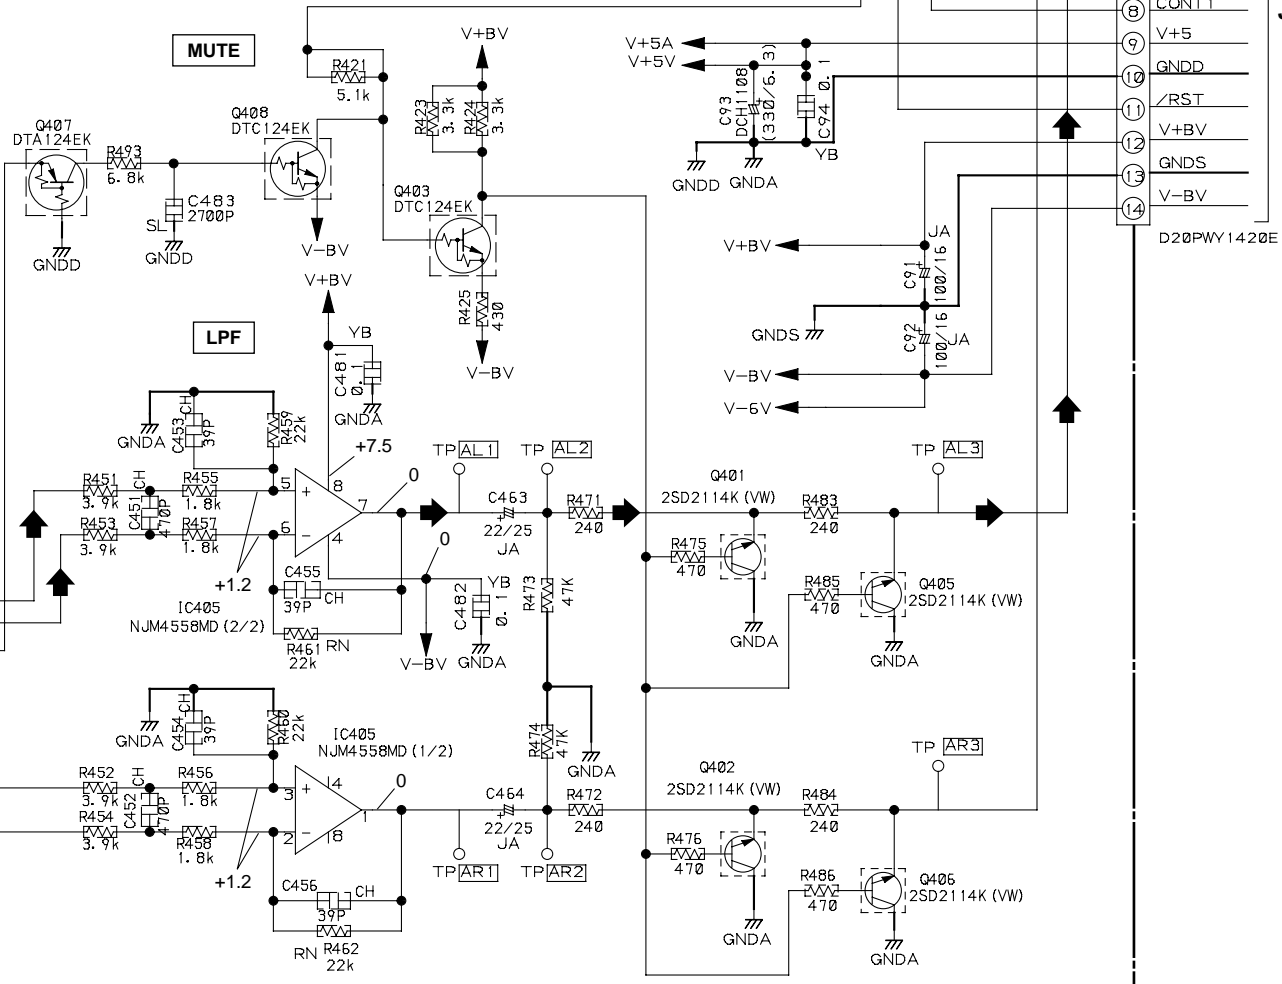 8 CONT1
V+5A 9 V+5
V+5V
10 GNDD
11 /RST
12 V+BV
13 GNDS
14 V-BV
D20PWY1420E
MUTE
R421
5.1k
V+BV
R423
3.3k
R424
3.3k
C93
DCH1108
(330/6.3)
C94 0.1
YB
GNDD GNDA
Q407
DTA124EK
R493
6.8k
Q408
DTC124EK
C483
2700P
SL
GNDD
GNDD
V-BV
Q403
DTC124EK
R425
430
V-BV
V+BV
JA
C91
100/16
GNDS
C92
100/16
JA
V-BV
V-6V
LPF
V+BV
YB
C481
0.1
GNDA
+7.5
GNDA
C453
39P
CH
R459
22k
R451
3.9k
CH
C451
470P
R455
1.8k
R453
3.9k
R457
1.8k
5
+
6
-
8
7
4
0
+1.2
IC405
NJM4558MD(2/2)
C455
39P
CH
R461
22k
RN
0
YB
C482
0.1
V-BV GNDA
TP AL1
TP AL2
TP AL3
C463
+
22/25
JA
R471
240
R473
47K
Q401
2SD2114K(VW)
R483
240
R475
470
GNDA
R485
470
Q405
2SD2114K(VW)
GNDA
GNDA
C454
39P
CH
R460
22k
IC405
NJM4558MD(1/2)
R452
3.9k
CH
C452
470P
R456
1.8k
R454
3.9k
R458
1.8k
3
+
2
-
4
1
8
0
+1.2
C456
39P
CH
RN R462
22k
R474
47K
GNDA
C464
+
22/25
JA
R472
240
TP AR1
TP AR2
TP AR3
Q402
2SD2114K(VW)
R484
240
R476
470
GNDA
R486
470
Q406
2SD2114K(VW)
GNDA